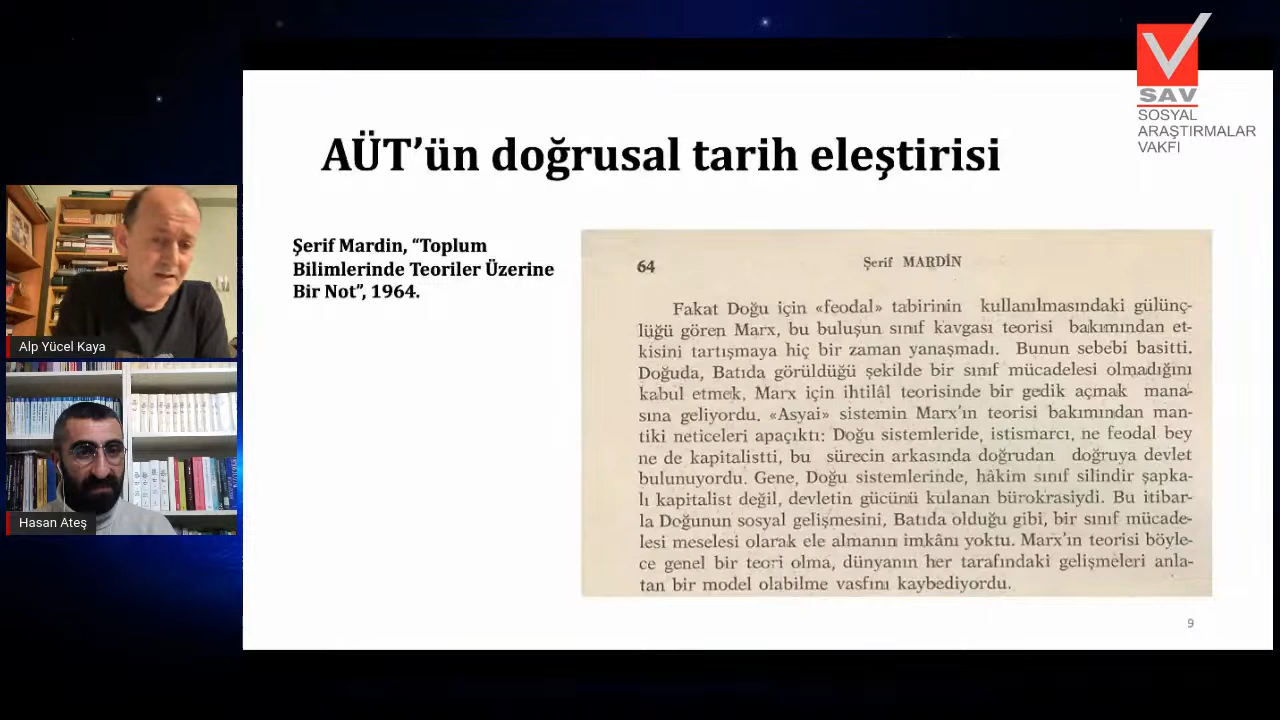 SAV
SOSYAL
ARAŞTIRMALAR
VAKFI
AÜT’ün doğrusal tarih eleştirisi
Şerif Mardin, “Toplum
Bilimlerinde Teoriler Üzerine
Bir Not”, 1964.
64
Şerif MARDİN
Fakat Doğu için «feodal» tabirinin kullanılmasındaki gülünç-
lüğü gören Marx, bu buluşun sınıf kavgası teorisi bakımından et-
kisini tartışmaya hiç bir zaman yanaşmadı. Bunun sebebi basitti.
Doğuda, Batıda görüldüğü şekilde bir sınıf mücadelesi olmadığını
kabul etmek, Marx için ihtilâl teorisinde bir gedik açmak mana-
sına geliyordu. «Asyai» sistemin Marx’ın teorisi bakımından man-
tiki neticeleri apaçıktı: Doğu sistemleride, istismarcı, ne feodal bey
ne de kapitalistti, bu sürecin arkasında doğrudan doğruya devlet
bulunuyordu. Gene, Doğu sistemlerinde, hâkim sınıf silindir şapka-
lı kapitalist değil, devletin gücünü kulanan bürokrasiydi. Bu itibar-
la Doğunun sosyal gelişmesini, Batıda olduğu gibi, bir sınıf mücade-
lesi meselesi olarak ele almanın imkânı yoktu. Marx’ın teorisi böyle-
ce genel bir teori olma, dünyanın her tarafındaki gelişmeleri anla-
tan bir model olabilme vasfını kaybediyordu.
9
Alp Yücel Kaya
Hasan Ateş